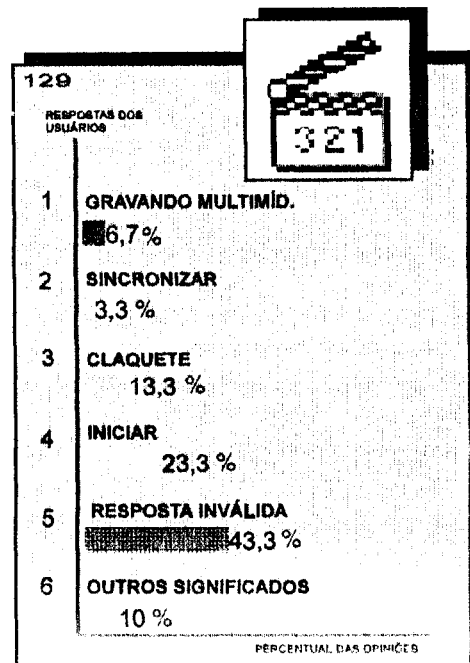 129
321
RESPOSTAS DOS
USUÁRIOS
1 GRAVANDO MULTIMÍD.
6,7%
2 SINCRONIZAR
3,3 %
3 CLAQUETE
13,3 %
4 INICIAR
23,3 %
5 RESPOSTA INVÁLIDA
43,3 %
6 OUTROS SIGNIFICADOS
10 %
PERCENTUAL DAS OPINIÕES